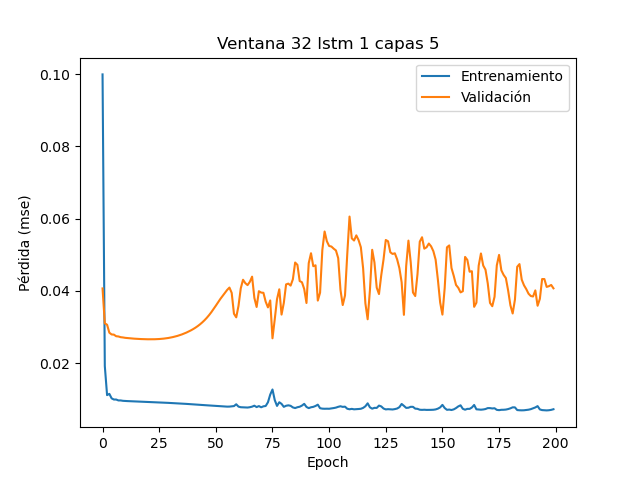 Ventana 32 lstm 1 capas 5
Entrenamiento
Validación
0.10
0.08
0.06
0.04
0.02
Pérdida (mse)
0 25 50 75 100 125 150 175 200
Epoch